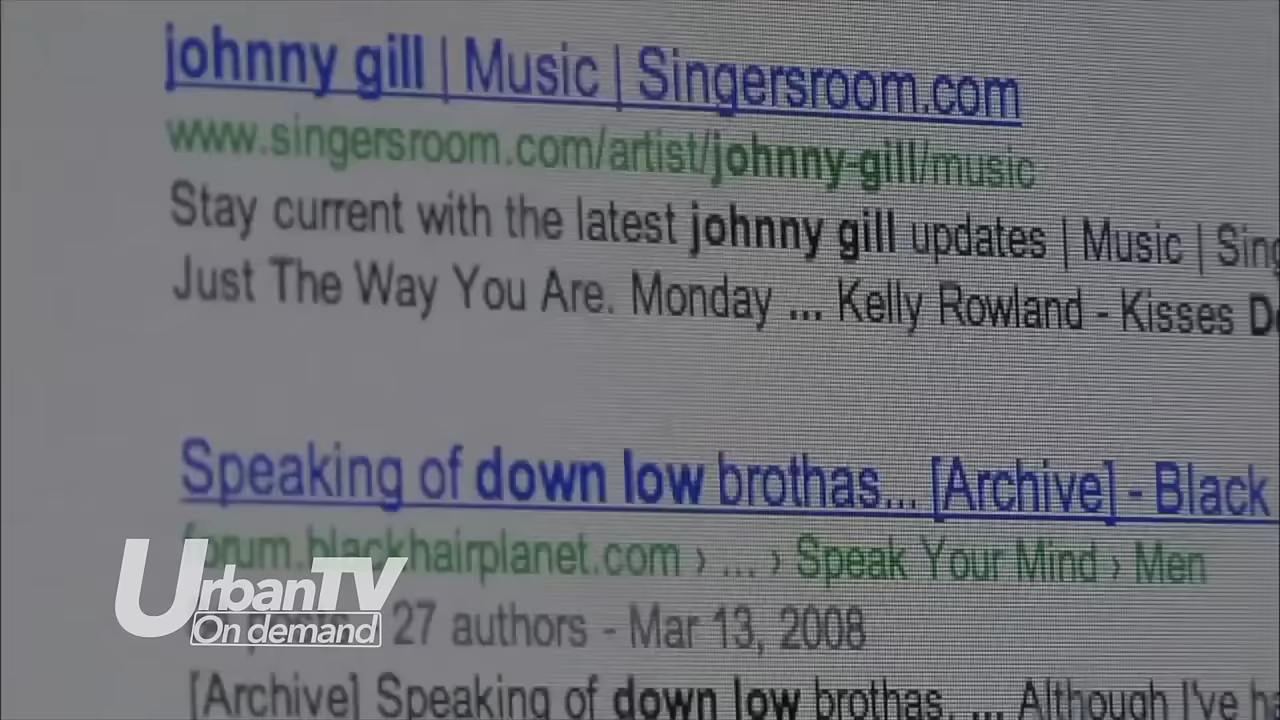 johnny gill | Music | Singersroom.com
www.singersroom.com/artist/johnny-gill/music
Stay current with the latest johnny gill updates | Music | Sing
Just The Way You Are. Monday ... Kelly Rowland - Kisses D
Speaking of down low brothas... [Archive] - Black
forum.blackhairplanet.com › ... › Speak Your Mind › Men
27 authors - Mar 13, 2008
[Archive] Speaking of down low brothas. ... Although I've ha
UrbanTV
On demand